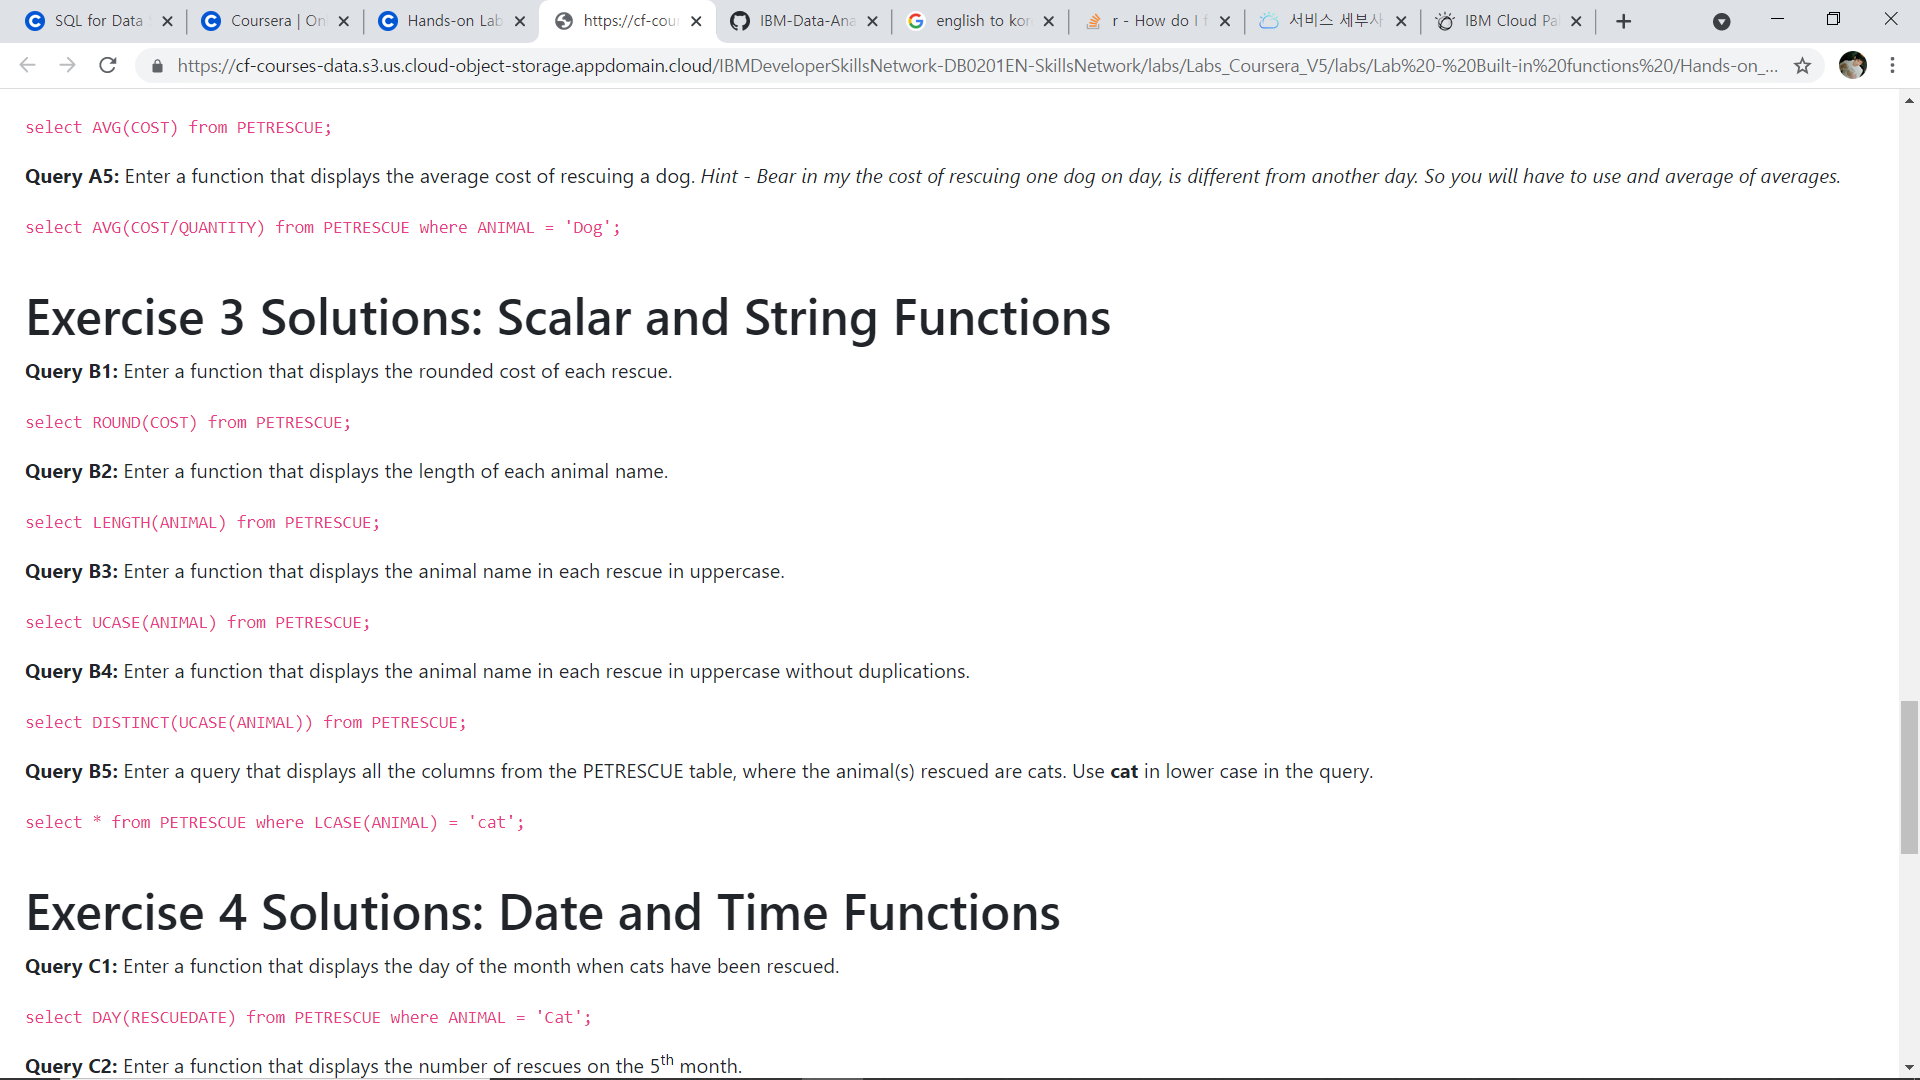 SQL for Data
Coursera | On
Hands-on Lab
https://cf-cou
IBM-Data-Ana
english to kor
r - How do I f
서비스 세부사
IBM Cloud Pa
https://cf-courses-data.s3.us.cloud-object-storage.appdomain.cloud/IBMDeveloperSkillsNetwork-DB0201EN-SkillsNetwork/labs/Labs_Coursera_V5/labs/Lab%20-%20Built-in%20functions%20/Hands-on_...
select AVG(COST) from PETRESCUE;
Query A5: Enter a function that displays the average cost of rescuing a dog. Hint - Bear in my the cost of rescuing one dog on day, is different from another day. So you will have to use and average of averages.
select AVG(COST/QUANTITY) from PETRESCUE where ANIMAL = 'Dog';
Exercise 3 Solutions: Scalar and String Functions
Query B1: Enter a function that displays the rounded cost of each rescue.
select ROUND(COST) from PETRESCUE;
Query B2: Enter a function that displays the length of each animal name.
select LENGTH(ANIMAL) from PETRESCUE;
Query B3: Enter a function that displays the animal name in each rescue in uppercase.
select UCASE(ANIMAL) from PETRESCUE;
Query B4: Enter a function that displays the animal name in each rescue in uppercase without duplications.
select DISTINCT(UCASE(ANIMAL)) from PETRESCUE;
Query B5: Enter a query that displays all the columns from the PETRESCUE table, where the animal(s) rescued are cats. Use cat in lower case in the query.
select * from PETRESCUE where LCASE(ANIMAL) = 'cat';
Exercise 4 Solutions: Date and Time Functions
Query C1: Enter a function that displays the day of the month when cats have been rescued.
select DAY(RESCUEDATE) from PETRESCUE where ANIMAL = 'Cat';
Query C2: Enter a function that displays the number of rescues on the 5th month.